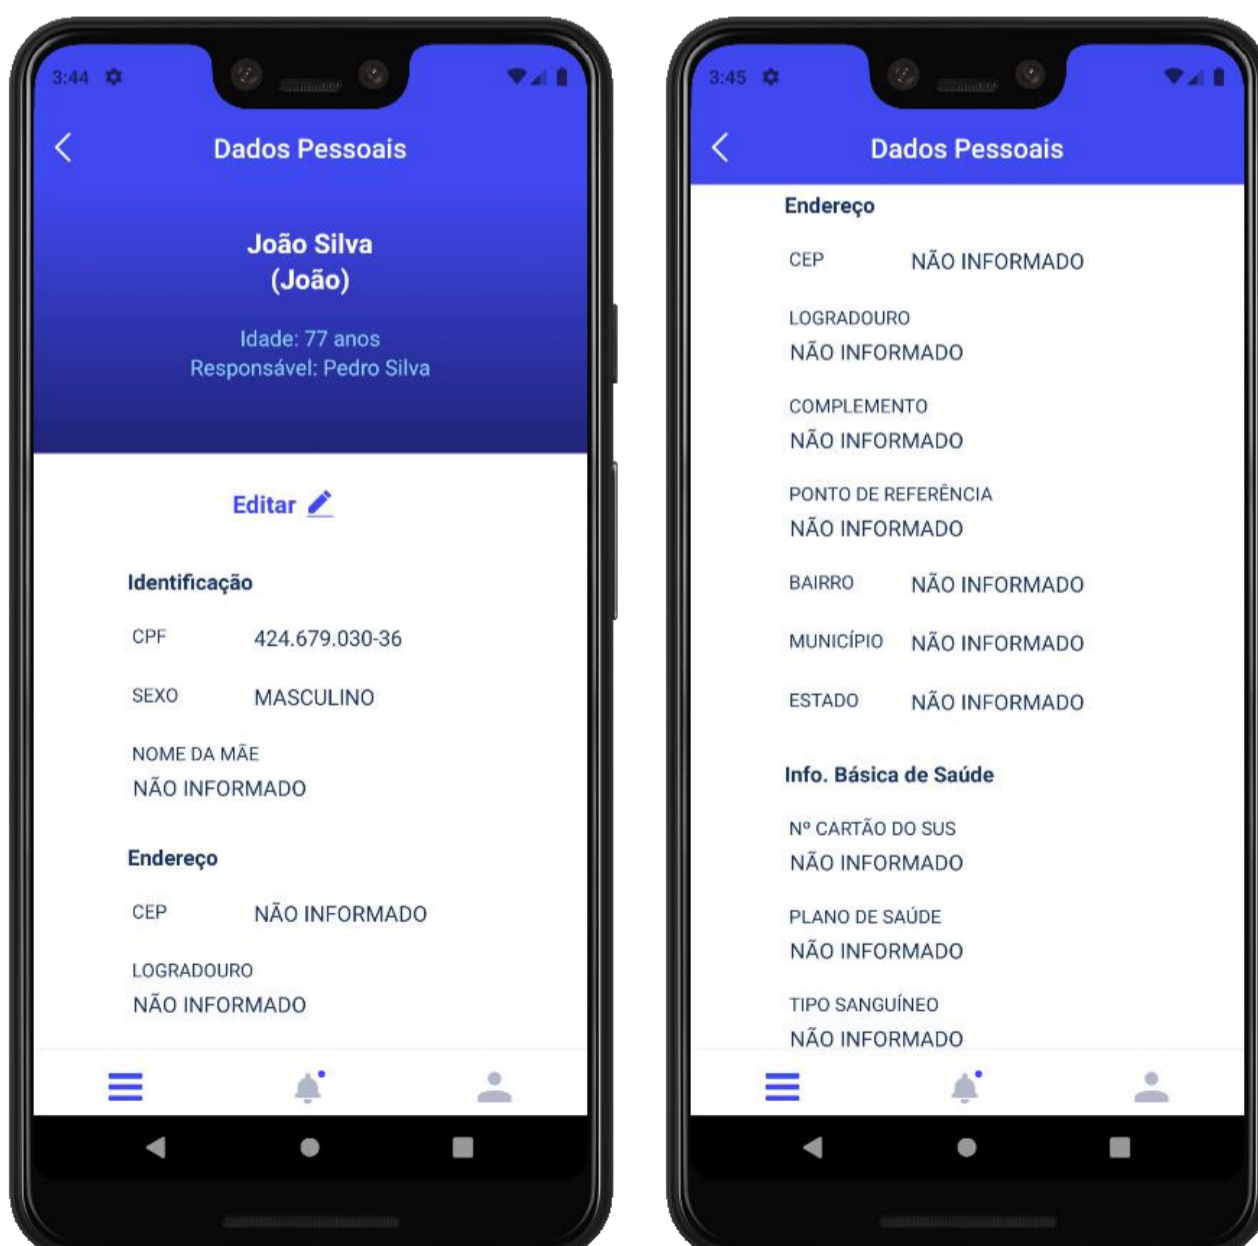 3:44
Dados Pessoais
João Silva
(João)
Idade: 77 anos
Responsável: Pedro Silva
Editar
Identificação
CPF 424.679.030-36
SEXO MASCULINO
NOME DA MÃE
NÃO INFORMADO
Endereço
CEP NÃO INFORMADO
LOGRADOURO
NÃO INFORMADO
3:45
Dados Pessoais
Endereço
CEP NÃO INFORMADO
LOGRADOURO
NÃO INFORMADO
COMPLEMENTO
NÃO INFORMADO
PONTO DE REFERÊNCIA
NÃO INFORMADO
BAIRRO NÃO INFORMADO
MUNICÍPIO NÃO INFORMADO
ESTADO NÃO INFORMADO
Info. Básica de Saúde
Nº CARTÃO DO SUS
NÃO INFORMADO
PLANO DE SAÚDE
NÃO INFORMADO
TIPO SANGUÍNEO
NÃO INFORMADO